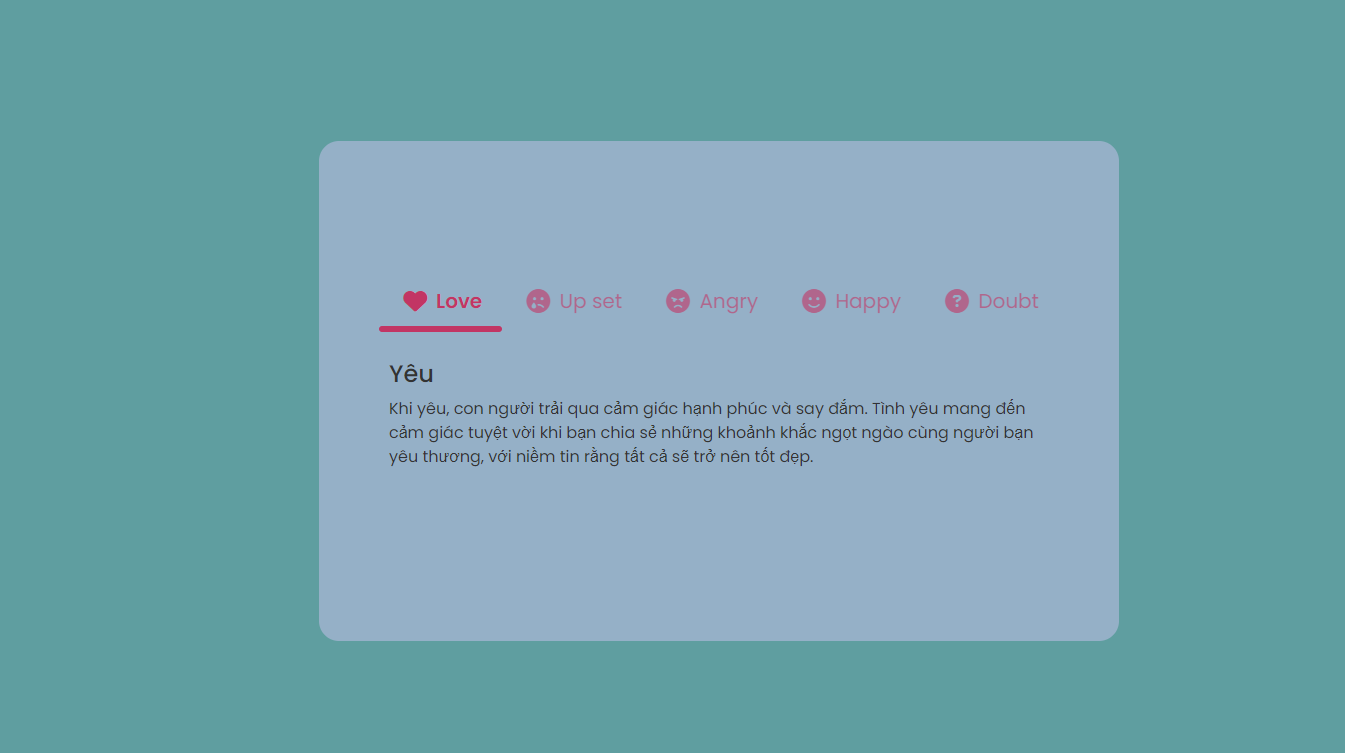 Love Up set Angry Happy Doubt
Yêu
Khi yêu, con người trải qua cảm giác hạnh phúc và say đắm. Tình yêu mang đến
cảm giác tuyệt vời khi bạn chia sẻ những khoảnh khắc ngọt ngào cùng người bạn
yêu thương, với niềm tin rằng tất cả sẽ trở nên tốt đẹp.